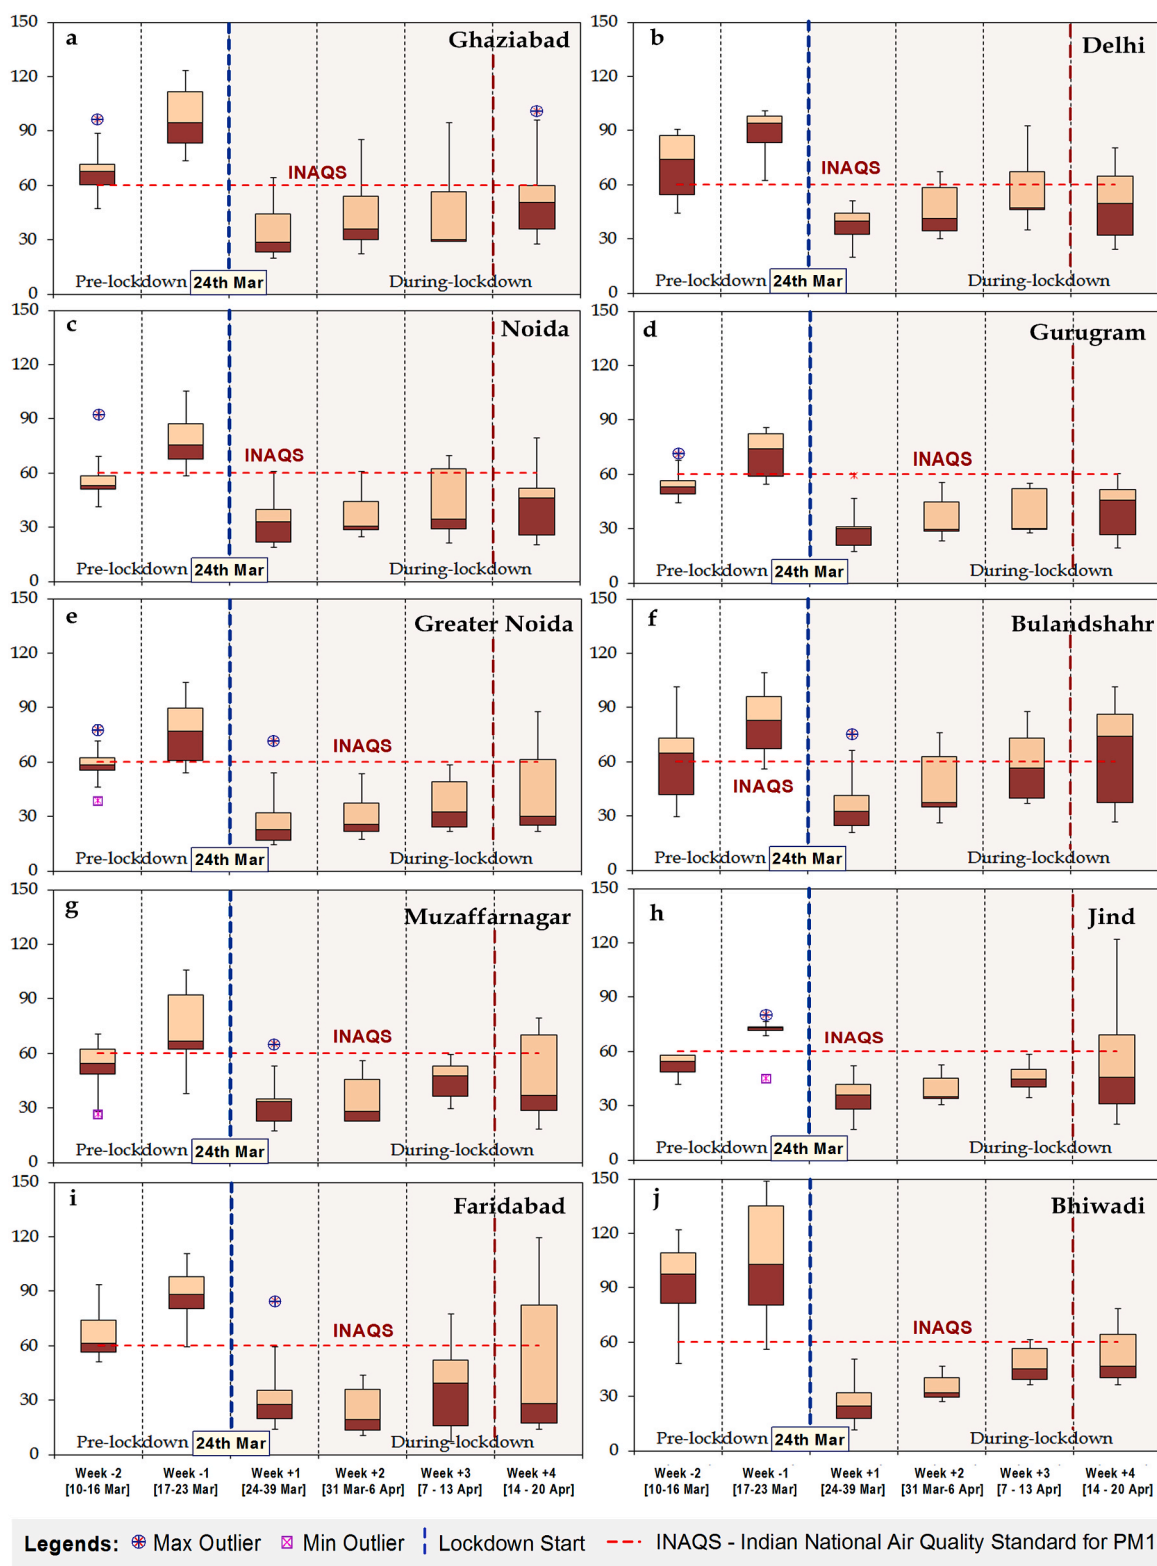 a
Ghaziabad
150
120
90
60
30
0
INAQS
Pre-lockdown
24th Mar
During-lockdown
b
Delhi
150
120
90
60
30
0
INAQS
Pre-lockdown
24th Mar
During-lockdown
c
Noida
150
120
90
60
30
0
INAQS
Pre-lockdown
24th Mar
During-lockdown
d
Gurugram
150
120
90
60
30
0
INAQS
Pre-lockdown
24th Mar
During-lockdown
e
Greater Noida
150
120
90
60
30
0
INAQS
Pre-lockdown
24th Mar
During-lockdown
f
Bulandshahr
150
120
90
60
30
0
INAQS
Pre-lockdown
24th Mar
During-lockdown
g
Muzaffarnagar
150
120
90
60
30
0
INAQS
Pre-lockdown
24th Mar
During-lockdown
h
Jind
150
120
90
60
30
0
INAQS
Pre-lockdown
24th Mar
During-lockdown
i
Faridabad
150
120
90
60
30
0
INAQS
Pre-lockdown
24th Mar
During-lockdown
j
Bhiwadi
150
120
90
60
30
0
INAQS
Pre-lockdown
24th Mar
During-lockdown
Week -2 Week -1 Week +1 Week +2 Week +3 Week +4
[10-16 Mar] [17-23 Mar] [24-39 Mar] [31 Mar-6 Apr] [7 - 13 Apr] [14 - 20 Apr]
Week -2 Week -1 Week +1 Week +2 Week +3 Week +4
[10-16 Mar] [17-23 Mar] [24-39 Mar] [31 Mar-6 Apr] [7 - 13 Apr] [14 - 20 Apr]
Legends: Max Outlier Min Outlier Lockdown Start INAQS - Indian National Air Quality Standard for PM1